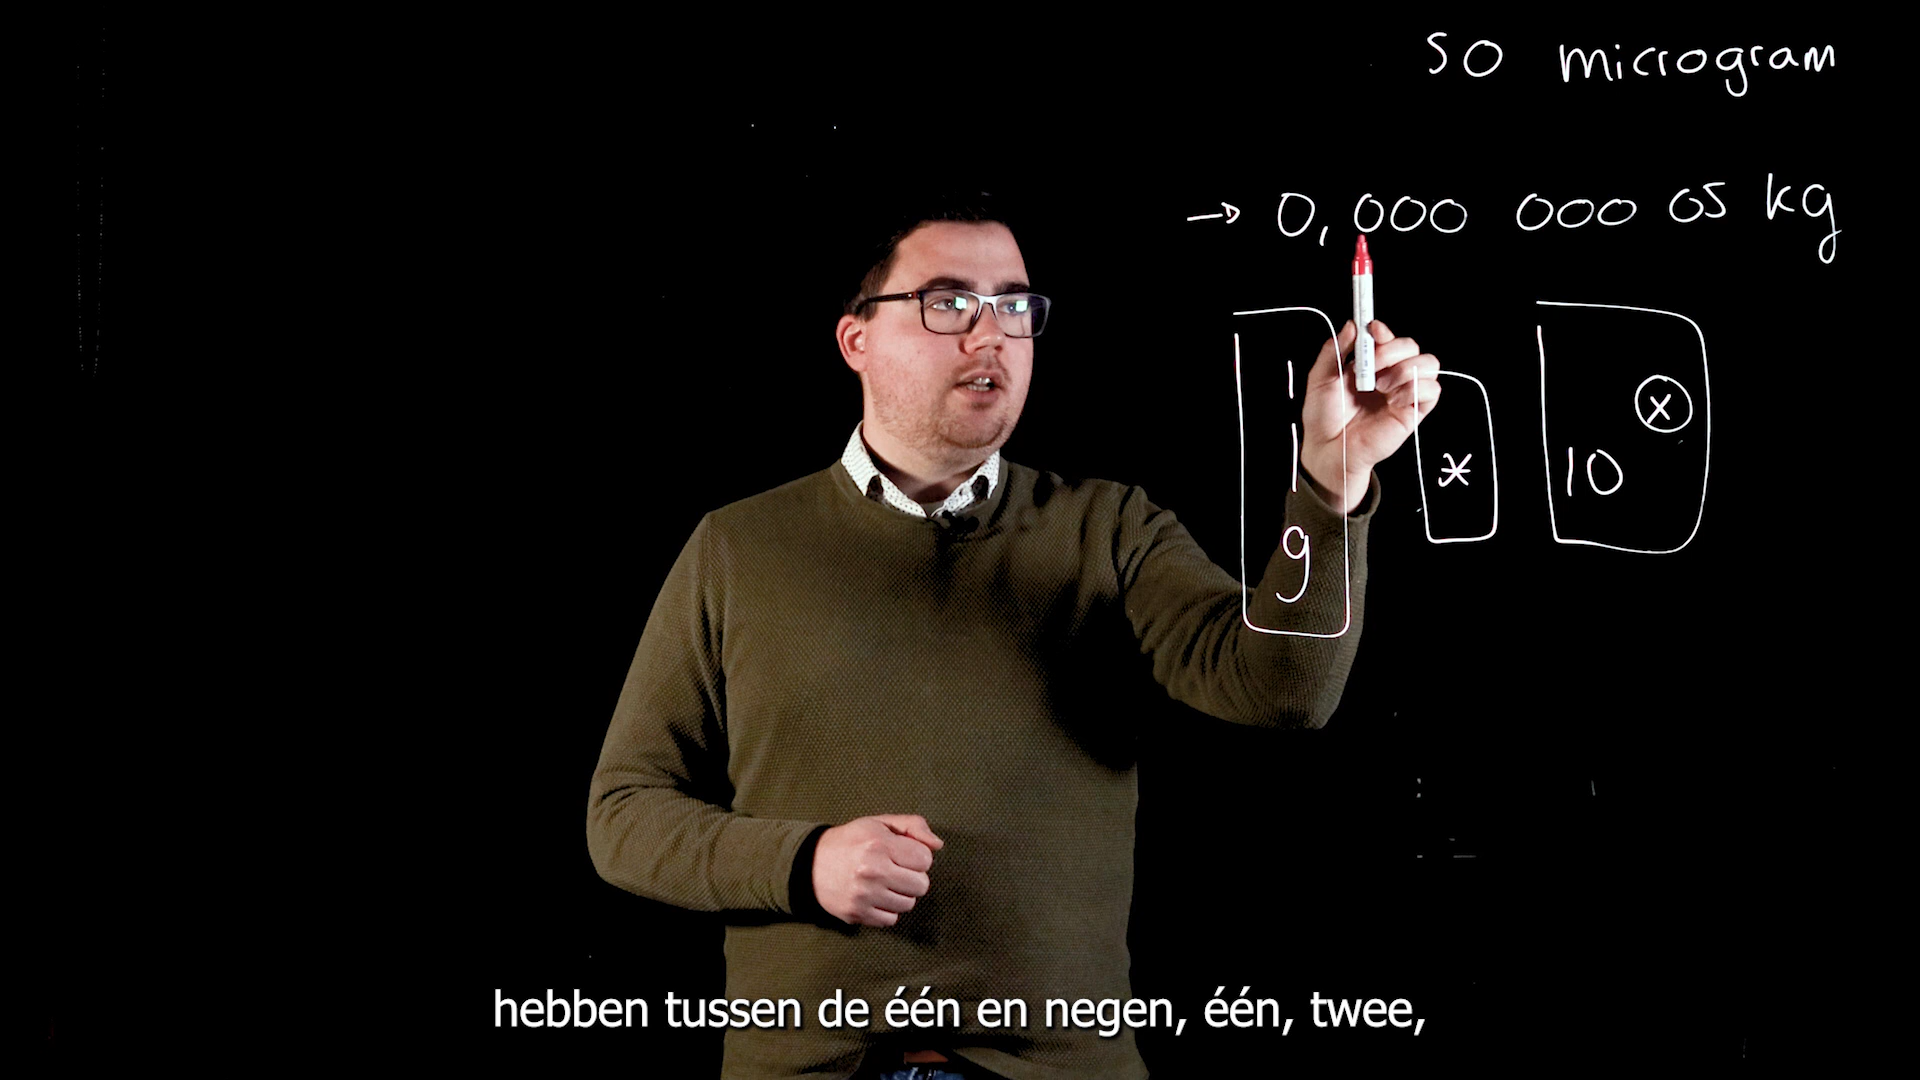 50 microgram
→ 0,000 000 05 kg
1
|
9
*
10 x
hebben tussen de één en negen, één, twee,